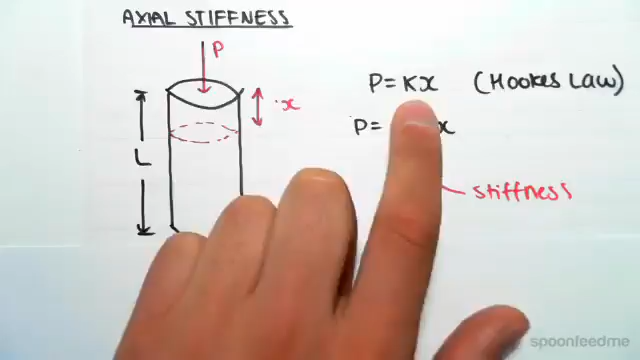 AXIAL STIFFNESS
P
P = Kx (Hookes Law)
x
P = x
L
stiffness
spoonfeedme